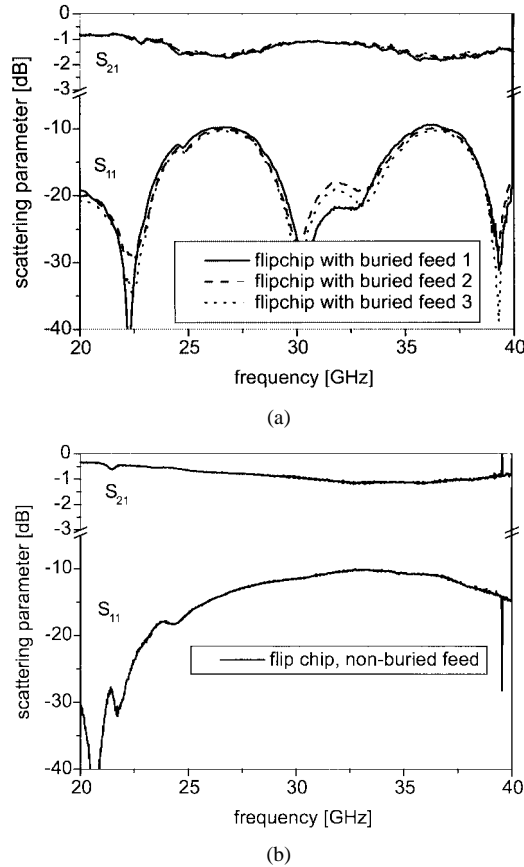 0
-1
-2
-3
-10
-20
-30
-40
scattering parameter [dB]
S21
S11
flipchip with buried feed 1
flipchip with buried feed 2
flipchip with buried feed 3
20 25 30 35 40
frequency [GHz]
(a)
0
-1
-2
-3
-10
-20
-30
-40
scattering parameter [dB]
S21
S11
flip chip, non-buried feed
20 25 30 35 40
frequency [GHz]
(b)